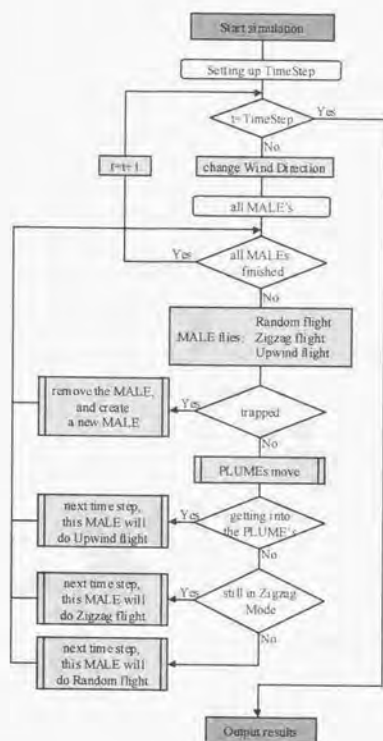 Start simulation
Setting up TimeStep
t=TimeStep
Yes
No
t=t+1
change Wind Direction
all MALE's
all MALEs
finished
Yes
No
Random flight
MALE flies: Zigzag flight
Upwind flight
remove the MALE,
and create
a new MALE
Yes
trapped
No
PLUMEs move
next time step,
this MALE will
do Upwind flight
Yes
getting into
the PLUME's
No
next time step,
this MALE will
do Zigzag flight
Yes
still in Zigzag
Mode
No
next time step,
this MALE will
do Random flight
Output results